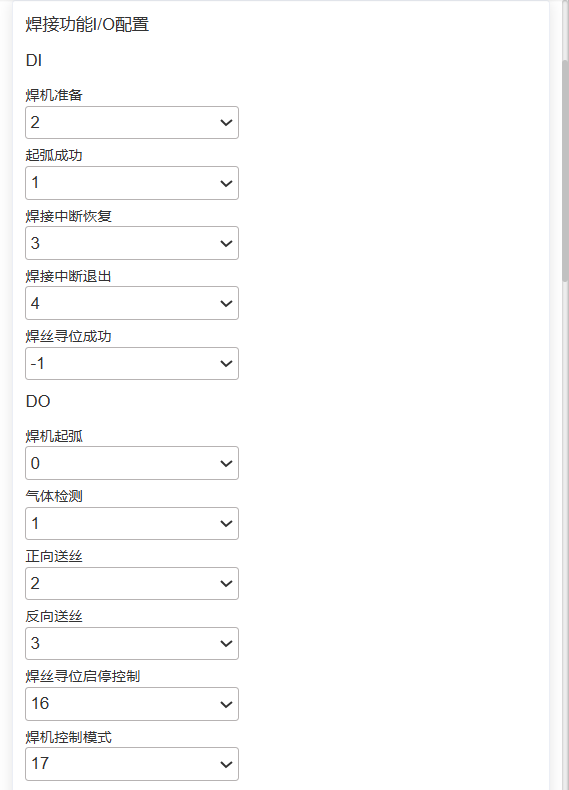 焊接功能I/O配置
DI
焊机准备
2
起弧成功
1
焊接中断恢复
3
焊接中断退出
4
焊丝寻位成功
-1
DO
焊机起弧
0
气体检测
1
正向送丝
2
反向送丝
3
焊丝寻位启停控制
16
焊机控制模式
17